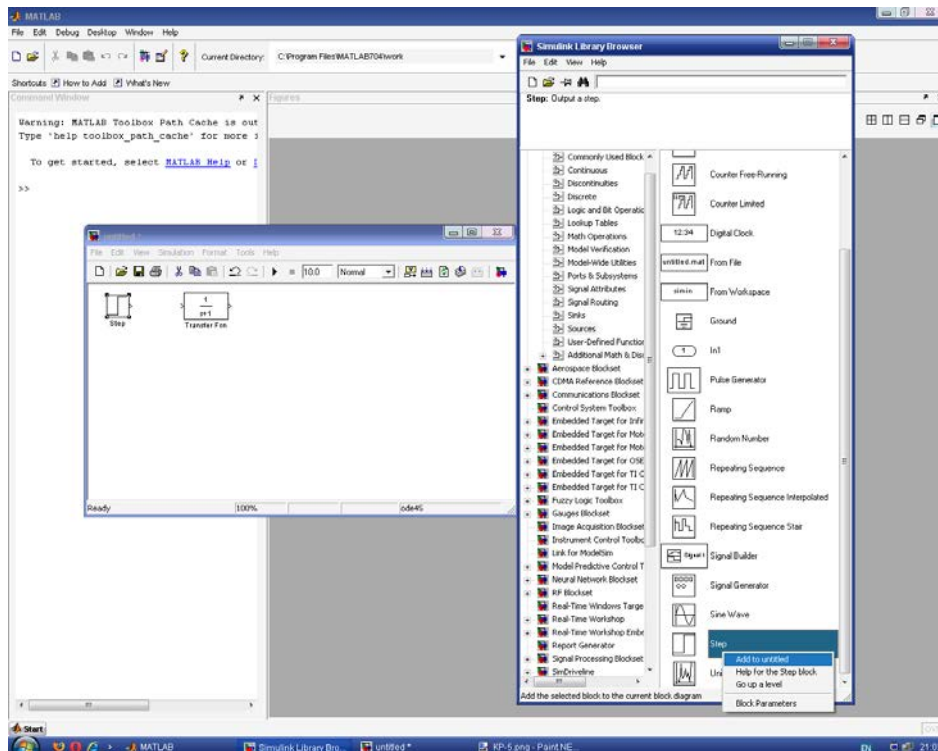 MATLAB
File Edit Debug Desktop Window Help
Current Directory: C:\Program Files\MATLAB704\work
Shortcuts How to Add What's New
Command Window
Figures
Warning: MATLAB Toolbox Path Cache is out
Type 'help toolbox_path_cache' for more i
To get started, select MATLAB Help or
>>
untitled *
File Edit View Simulation Format Tools Help
10.0 Normal
Step
1
s+1
Transfer Fcn
Ready 100% ode45
Simulink Library Browser
File Edit View Help
Step: Output a step.
Commonly Used Block
Continuous
Discontinuities
Discrete
Logic and Bit Operatic
Lookup Tables
Math Operations
Model Verification
Model-Wide Utilities
Ports & Subsystems
Signal Attributes
Signal Routing
Sinks
Sources
User-Defined Function
Additional Math & Disc
Aerospace Blockset
CDMA Reference Blockset
Communications Blockset
Control System Toolbox
Embedded Target for Infir
Embedded Target for Moto
Embedded Target for Moto
Embedded Target for OSE
Embedded Target for TI C
Embedded Target for TI C
Fuzzy Logic Toolbox
Gauges Blockset
Image Acquisition Blockset
Instrument Control Toolbo
Link for ModelSim
Model Predictive Control T
Neural Network Blockset
RF Blockset
Real-Time Windows Targe
Real-Time Workshop
Real-Time Workshop Embe
Report Generator
Signal Processing Blockset
SimDriveline
Counter Free-Running
Counter Limited
12:34 Digital Clock
untitled.mat From File
simin From Workspace
Ground
1 In1
Pulse Generator
Ramp
Random Number
Repeating Sequence
Repeating Sequence Interpolated
Repeating Sequence Stair
Signal 1 Signal Builder
Signal Generator
Sine Wave
Step
Uni
Add to untitled
Help for the Step block
Go up a level
Block Parameters
Add the selected block to the current block diagram
Start
MATLAB Simulink Library Bro... untitled * KP-5.png - Paint.NE... EN